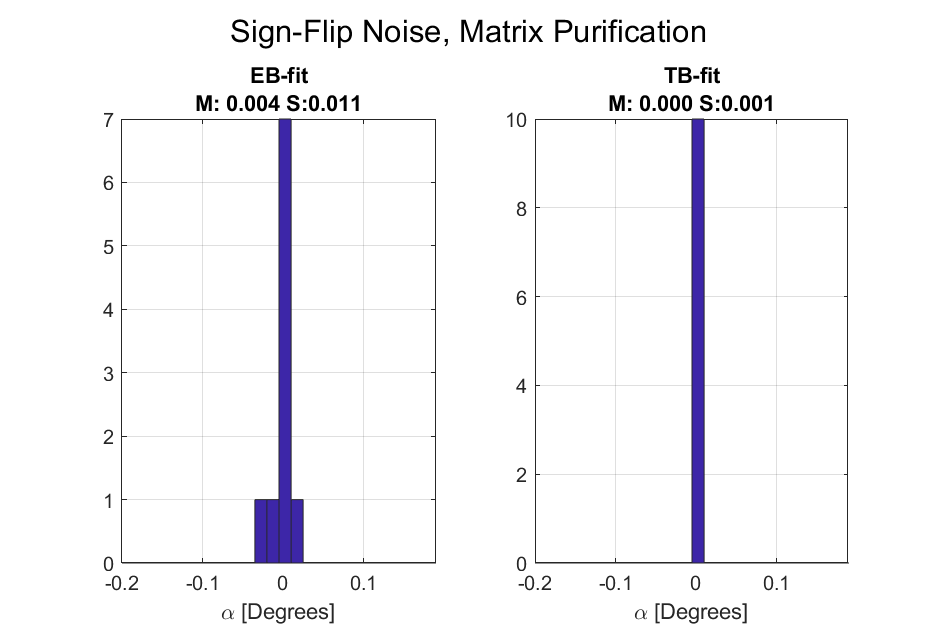 Sign-Flip Noise, Matrix Purification
EB-fit
M: 0.004 S:0.011
7
6
5
4
3
2
1
0
-0.2 -0.1 0 0.1
α [Degrees]
TB-fit
M: 0.000 S:0.001
10
8
6
4
2
0
-0.2 -0.1 0 0.1
α [Degrees]